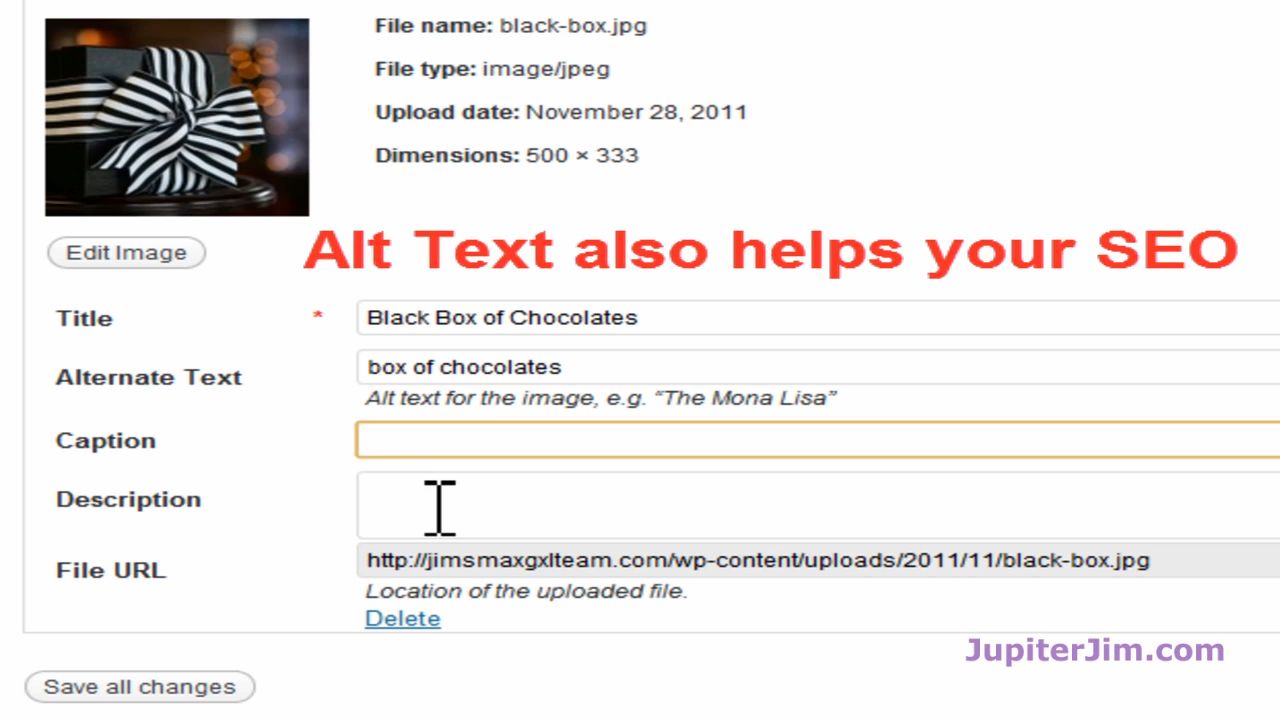 File name: black-box.jpg
File type: image/jpeg
Upload date: November 28, 2011
Dimensions: 500 × 333
Edit Image
Alt Text also helps your SEO
Title * Black Box of Chocolates
Alternate Text box of chocolates
Alt text for the image, e.g. “The Mona Lisa”
Caption
Description
File URL http://jimsmaxgxlteam.com/wp-content/uploads/2011/11/black-box.jpg
Location of the uploaded file.
Delete
JupiterJim.com
Save all changes